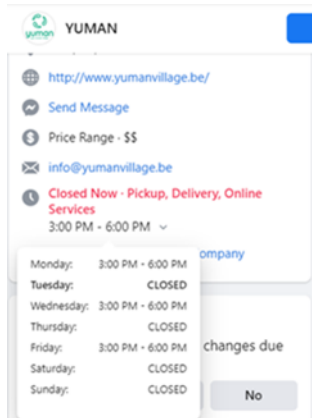 yuman
YUMAN
http://www.yumanvillage.be/
Send Message
Price Range · $$
info@yumanvillage.be
Closed Now · Pickup, Delivery, Online
Services
3:00 PM - 6:00 PM
ompany
Monday: 3:00 PM - 6:00 PM
Tuesday: CLOSED
Wednesday: 3:00 PM - 6:00 PM
Thursday: CLOSED
Friday: 3:00 PM - 6:00 PM
Saturday: CLOSED
Sunday: CLOSED
changes due
No